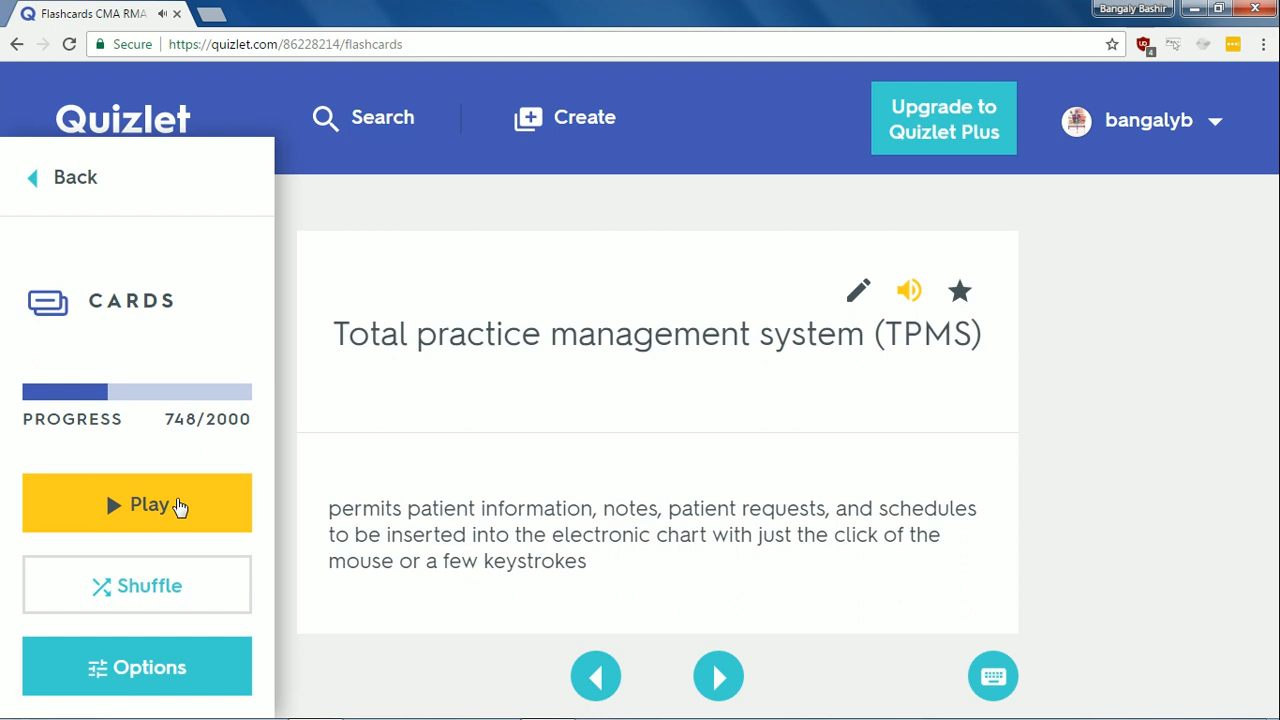 Flashcards CMA RMA
Bangaly Bashir
Secure
https://quizlet.com/86228214/flashcards
4
Quizlet
Search
Create
Upgrade to
Quizlet Plus
bangalyb
Back
CARDS
PROGRESS 748/2000
Play
Shuffle
Options
Total practice management system (TPMS)
permits patient information, notes, patient requests, and schedules
to be inserted into the electronic chart with just the click of the
mouse or a few keystrokes